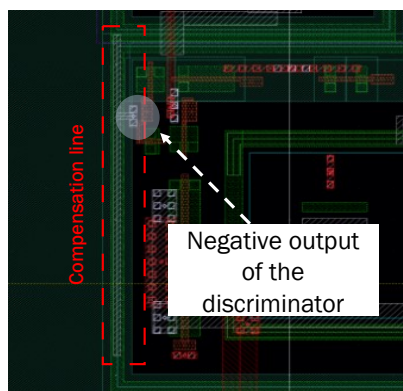 Compensation line
Negative output
of the
discriminator